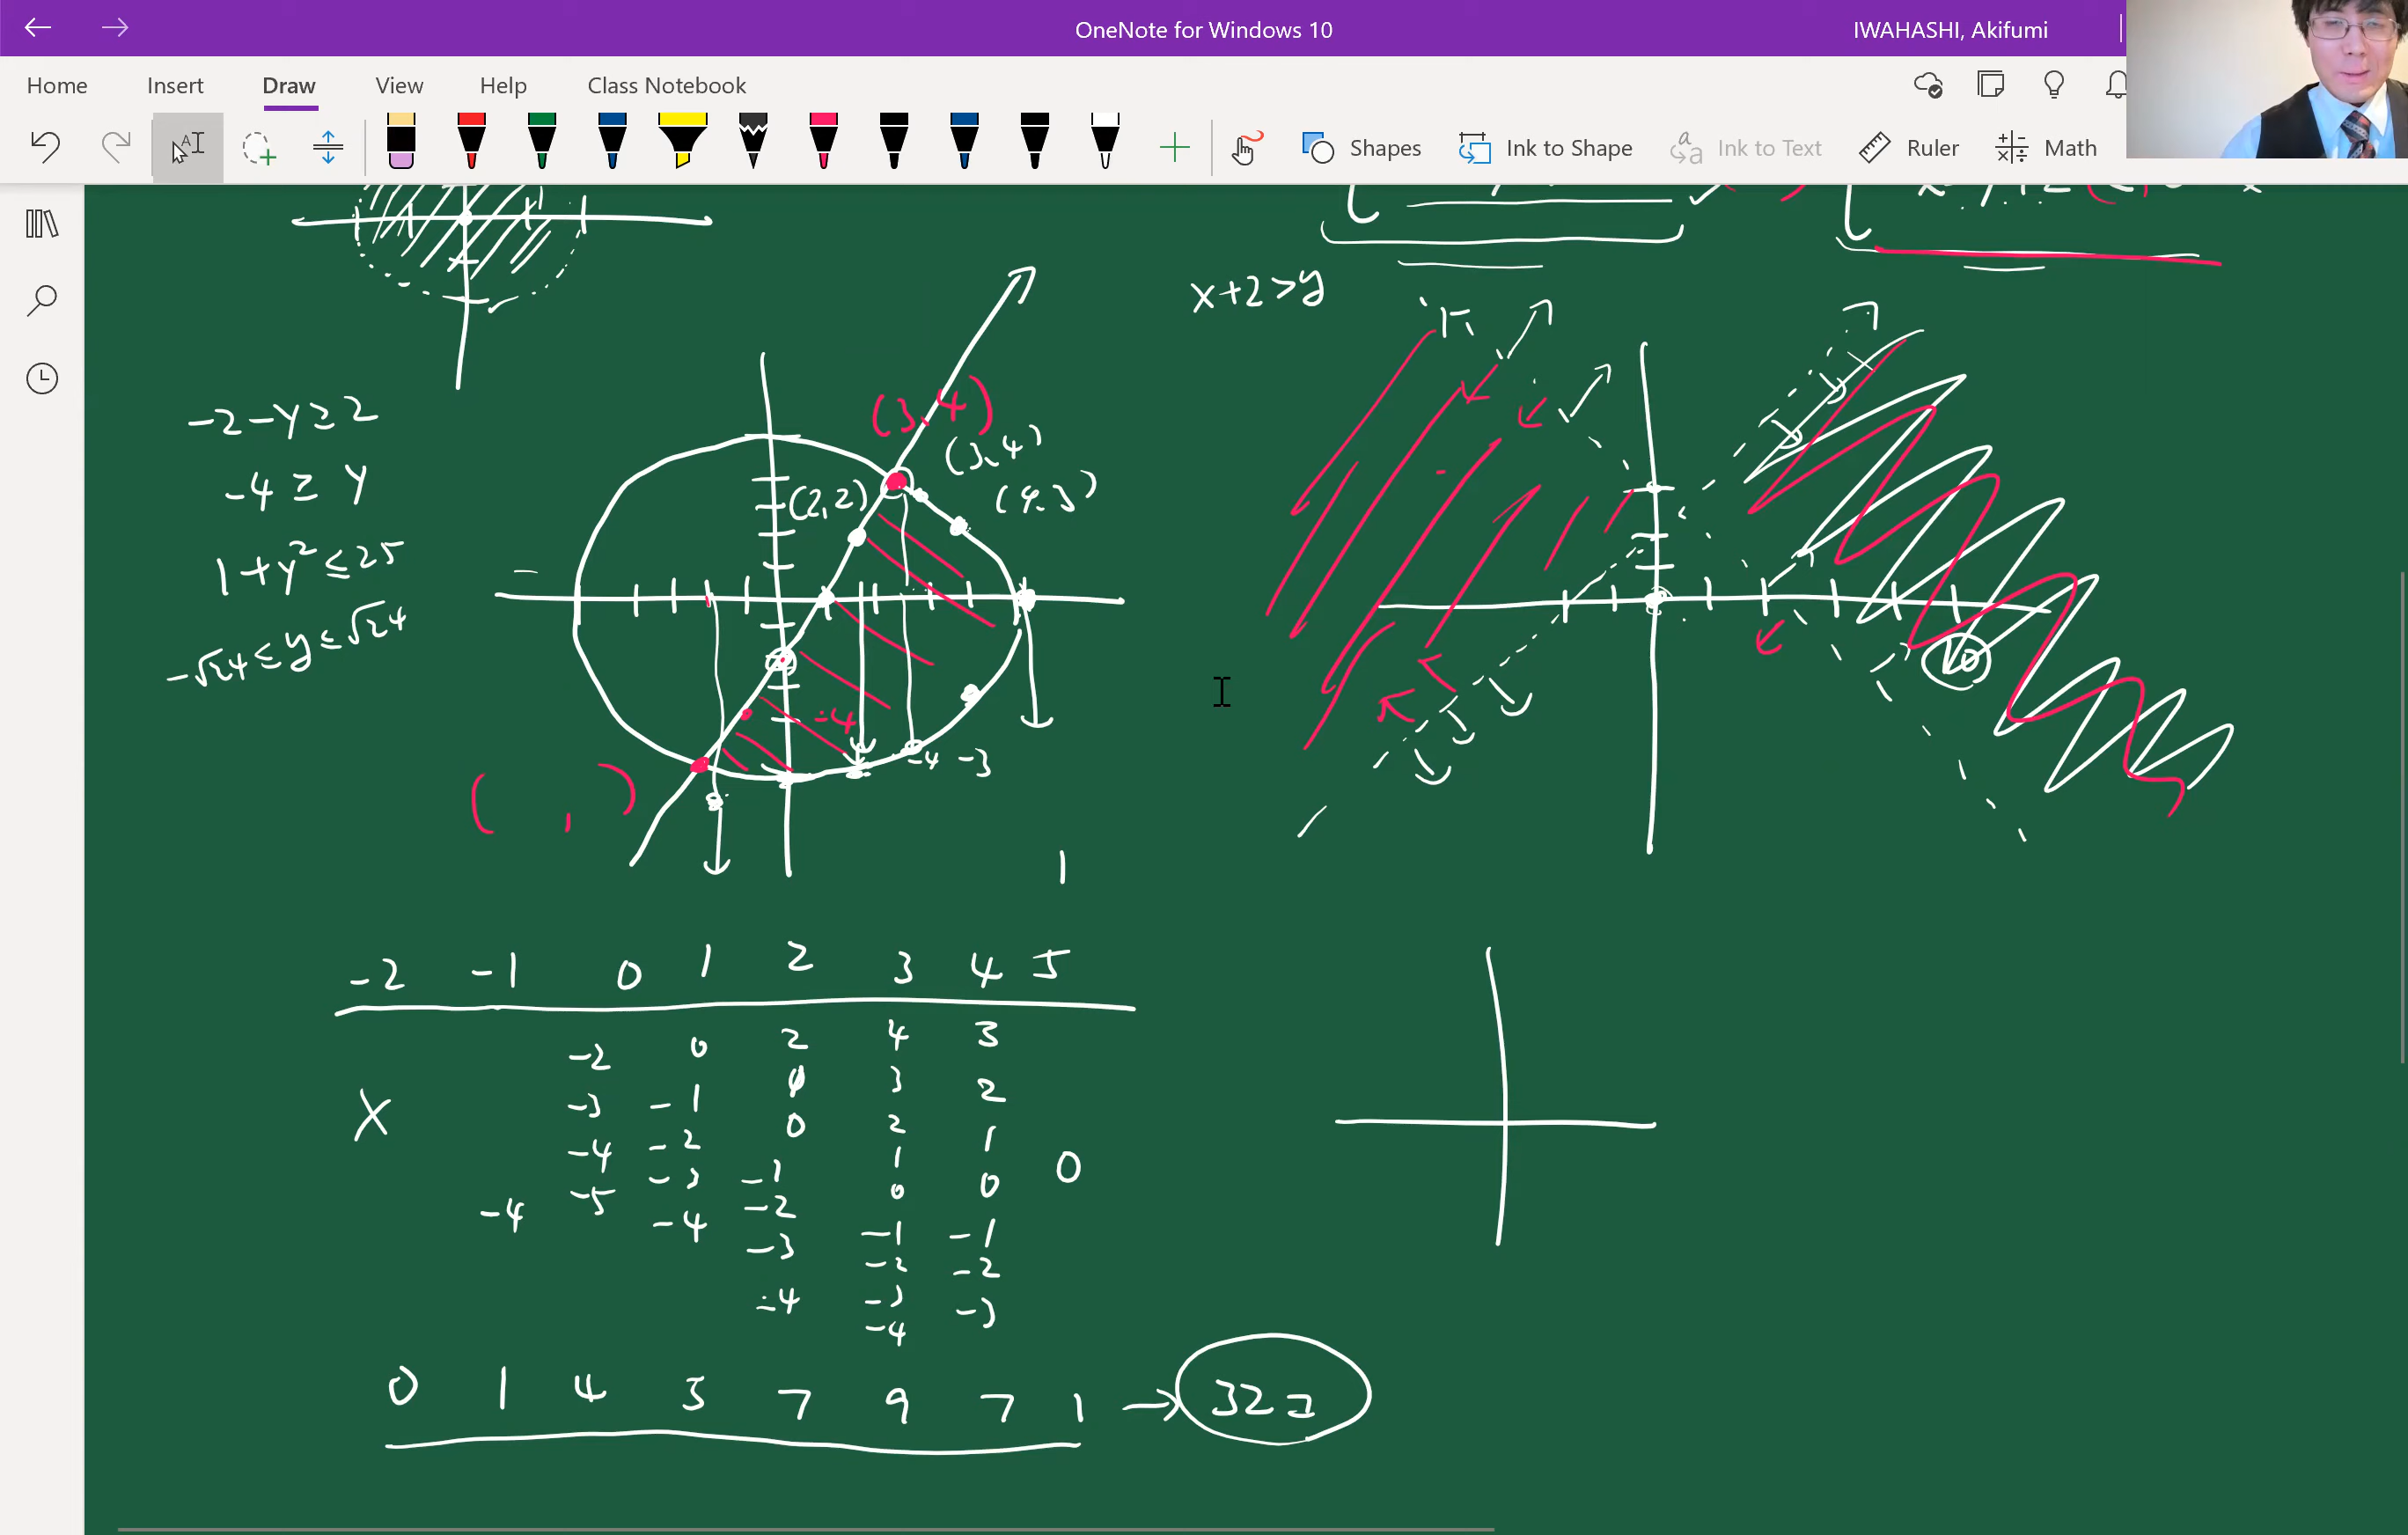 OneNote for Windows 10
IWAHASHI, Akifumi
Home Insert Draw View Help Class Notebook
Shapes Ink to Shape Ink to Text Ruler Math
x+2>y
-2-y≥2
-4≥y
1+y²≤25
-√24≤y≤√24
(3,4)
(3,4)
(2,2)
(4,3)
-4
-4 -3
( , )
10
-2 -1 0 1 2 3 4 5
-2 0 2 4 3
-3 -1 3 2
X -4 -2 0 2 1
-3 -1 1 0
-4 -5 -4 -2 0 0
-3 -1 -1
-2 -2
-4 -3 -3
-4
0 1 4 5 7 9 7 1 → 32コ